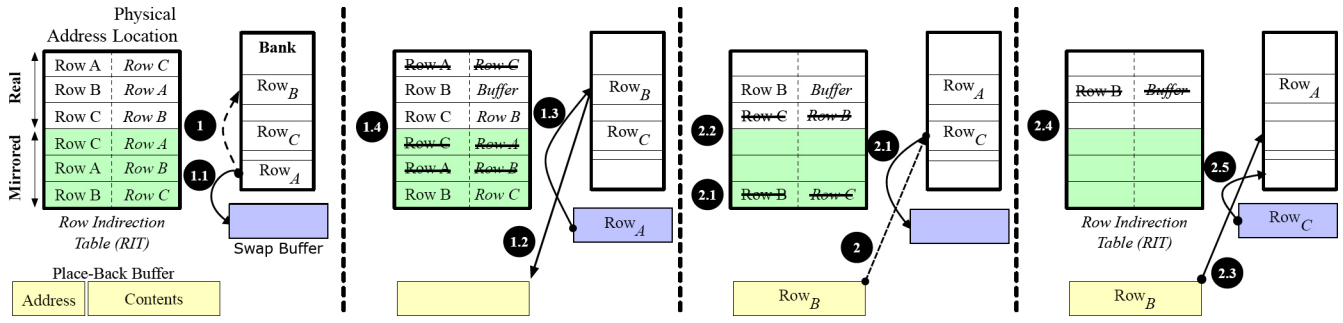 Physical
Address Location
Real
Mirrored
Row A Row C
Row B Row A
Row C Row B
Row C Row A
Row A Row B
Row B Row C
Row Indirection
Table (RIT)
Bank
Row B
Row C
Row A
1
1.1
Swap Buffer
Place-Back Buffer
Address Contents
1.4
Row A Row C
Row B Buffer
Row C Row B
Row C Row A
Row A Row B
Row B Row C
1.3
1.2
Row B
Row C
Row A
2.2
2.1
Row B Buffer
Row C Row B
Row B Row C
2.1
2
Row A
Row C
Row B
2.4
Row B Buffer
Row Indirection
Table (RIT)
2.5
2.3
Row A
Row C
Row B